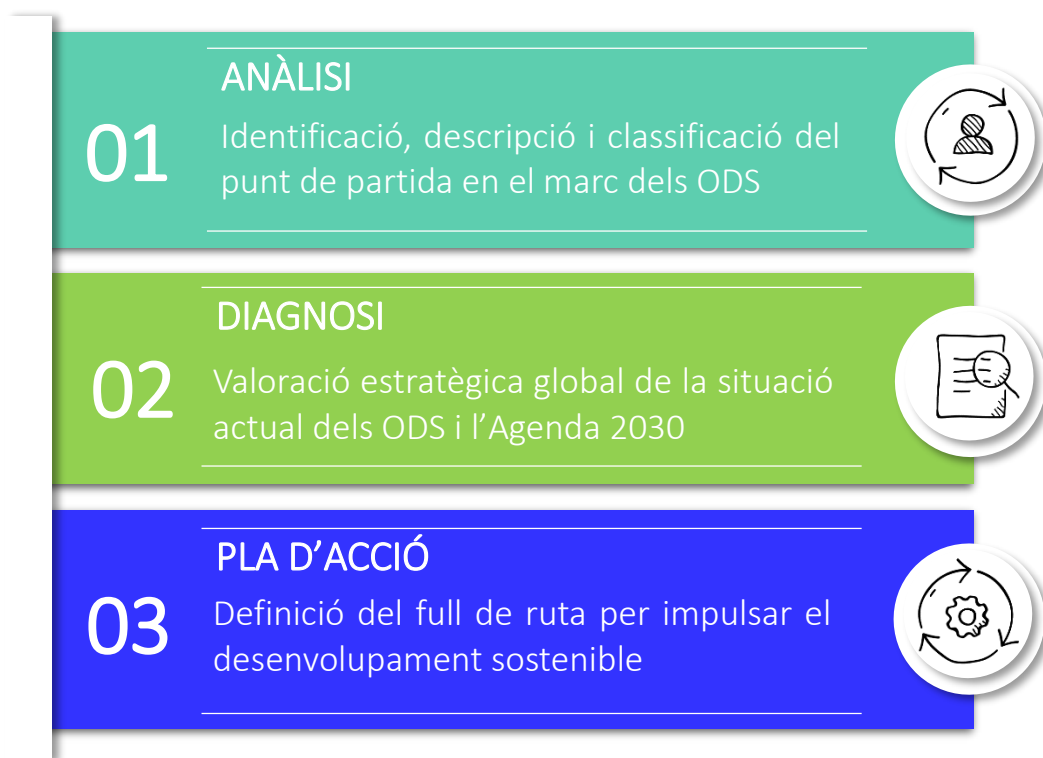 01
ANÀLISI
Identificació, descripció i classificació del
punt de partida en el marc dels ODS
02
DIAGNOSI
Valoració estratègica global de la situació
actual dels ODS i l’Agenda 2030
03
PLA D’ACCIÓ
Definició del full de ruta per impulsar el
desenvolupament sostenible